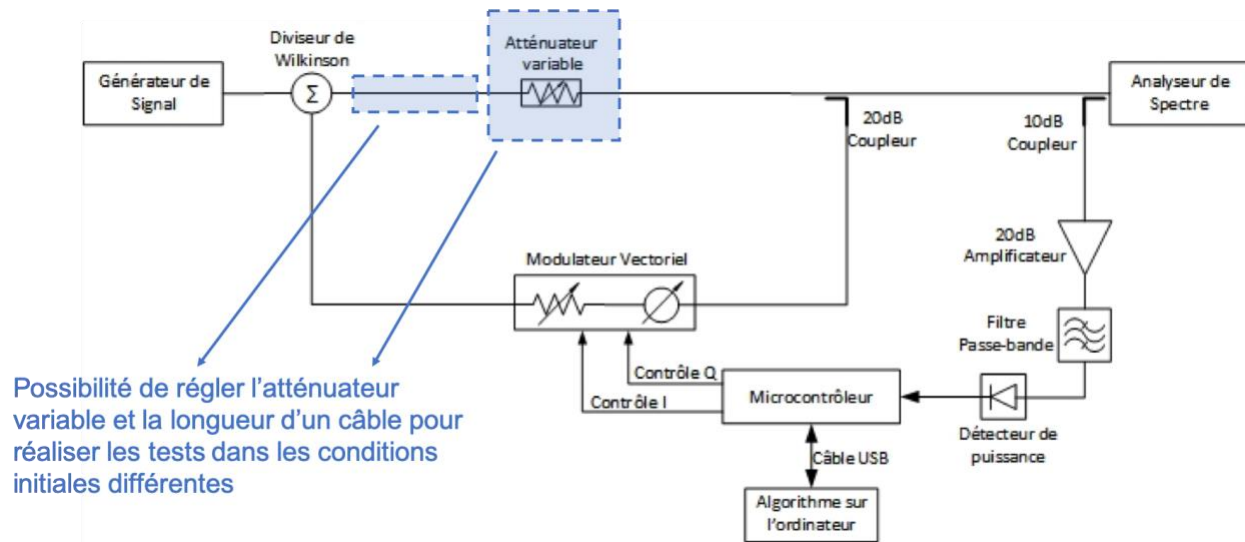 Générateur de
Signal
Diviseur de
Wilkinson
Σ
Atténuateur
variable
20dB
Coupleur
10dB
Coupleur
Analyseur de
Spectre
20dB
Amplificateur
Modulateur Vectoriel
Filtre
Passe-bande
Contrôle Q
Contrôle I
Microcontrôleur
Détecteur de
puissance
Câble USB
Algorithme sur
l'ordinateur
Possibilité de régler l'atténuateur
variable et la longueur d'un câble pour
réaliser les tests dans les conditions
initiales différentes